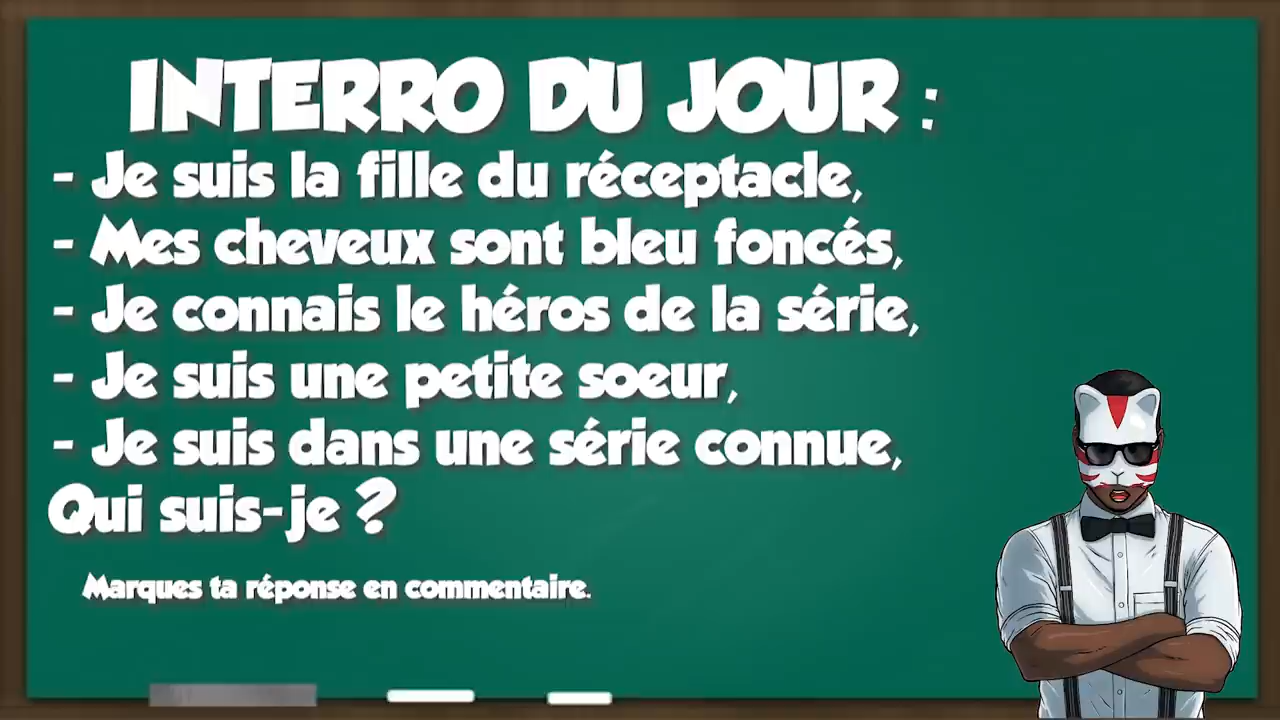 INTERRO DU JOUR :
- Je suis la fille du réceptacle,
- Mes cheveux sont bleu foncés,
- Je connais le héros de la série,
- Je suis une petite soeur,
- Je suis dans une série connue,
Qui suis-je ?
Marques ta réponse en commentaire.